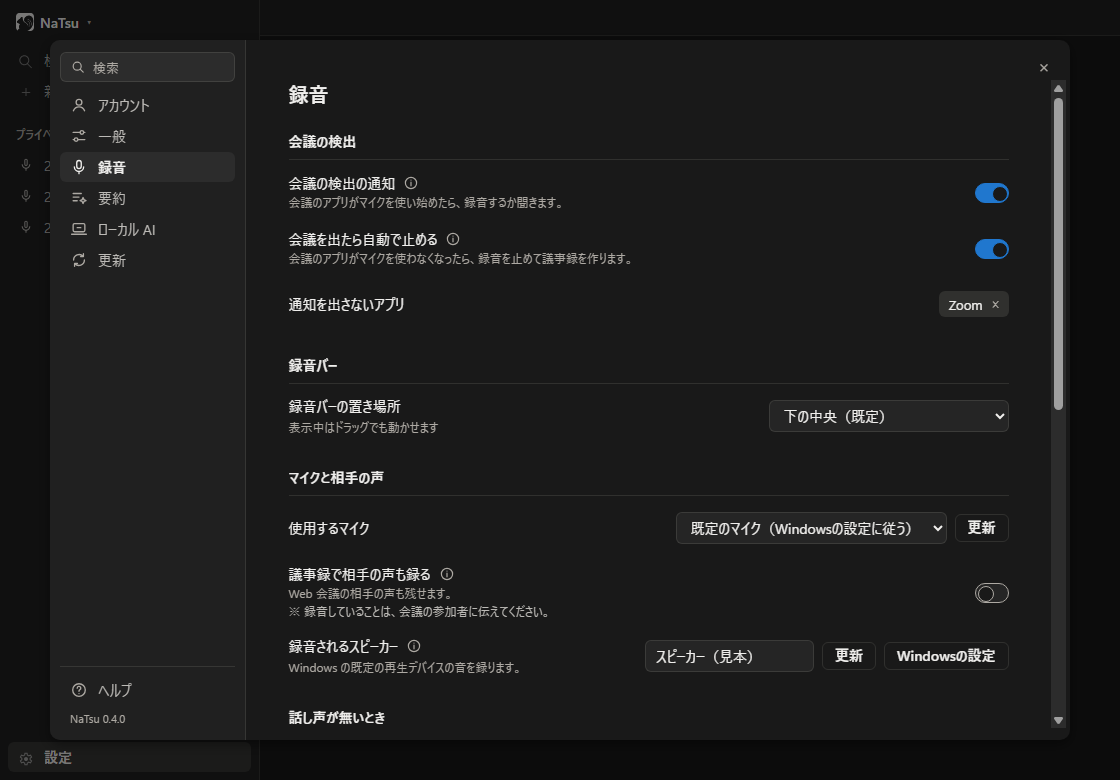 NaTsu
検索
アカウント
一般
録音
要約
ローカル AI
更新
ヘルプ
NaTsu 0.4.0
設定
プライベ
2
2
2
録音
会議の検出
会議の検出の通知
会議のアプリがマイクを使い始めたら、録音するか聞きます。
会議を出たら自動で止める
会議のアプリがマイクを使わなくなったら、録音を止めて議事録を作ります。
通知を出さないアプリ
Zoom ×
録音バー
録音バーの置き場所
下の中央（既定）
表示中はドラッグでも動かせます
マイクと相手の声
使用するマイク
既定のマイク（Windowsの設定に従う）
更新
議事録で相手の声も録る
Web 会議の相手の声も残せます。
※ 録音していることは、会議の参加者に伝えてください。
録音されるスピーカー
Windows の既定の再生デバイスの音を録ります。
スピーカー（見本）
更新
Windowsの設定
話し声が無いとき